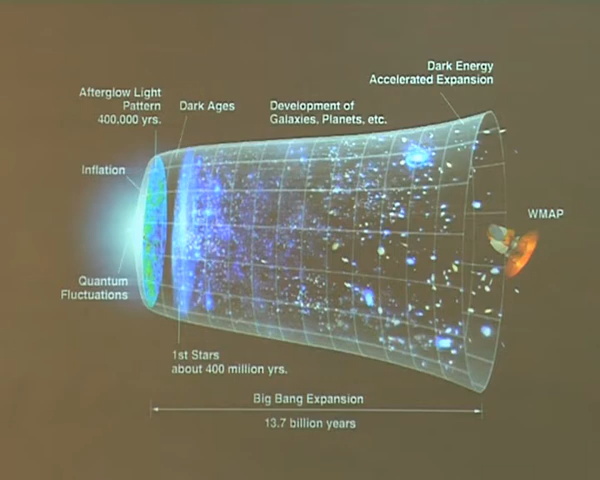 Dark Energy
Accelerated Expansion
Afterglow Light
Pattern
400,000 yrs.
Dark Ages
Development of
Galaxies, Planets, etc.
Inflation
WMAP
Quantum
Fluctuations
1st Stars
about 400 million yrs.
Big Bang Expansion
13.7 billion years